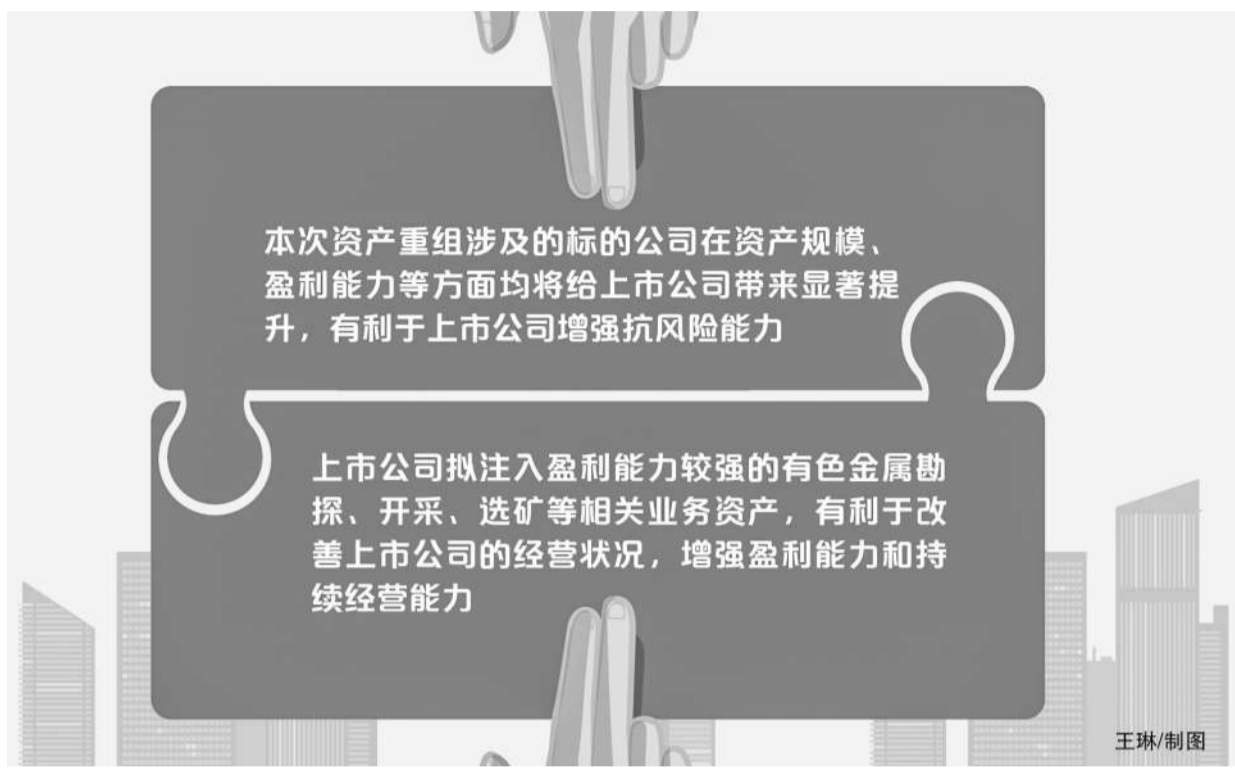 本次资产重组涉及的标的公司在资产规模、
盈利能力等方面均将给上市公司带来显著提
升，有利于上市公司增强抗风险能力
上市公司拟注入盈利能力较强的有色金属勘
探、开采、选矿等相关业务资产，有利于改
善上市公司的经营状况，增强盈利能力和持
续经营能力
王琳/制图